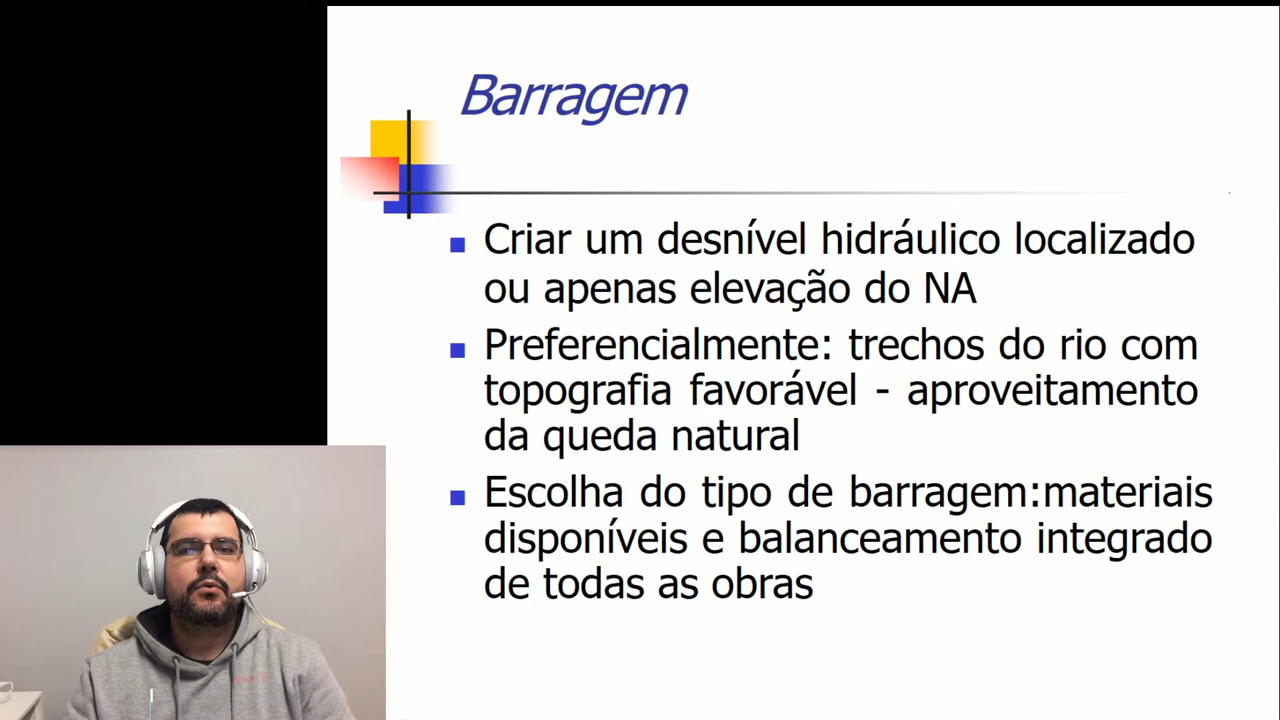 Barragem
Criar um desnível hidráulico localizado
ou apenas elevação do NA
Preferencialmente: trechos do rio com
topografia favorável - aproveitamento
da queda natural
Escolha do tipo de barragem:materiais
disponíveis e balanceamento integrado
de todas as obras